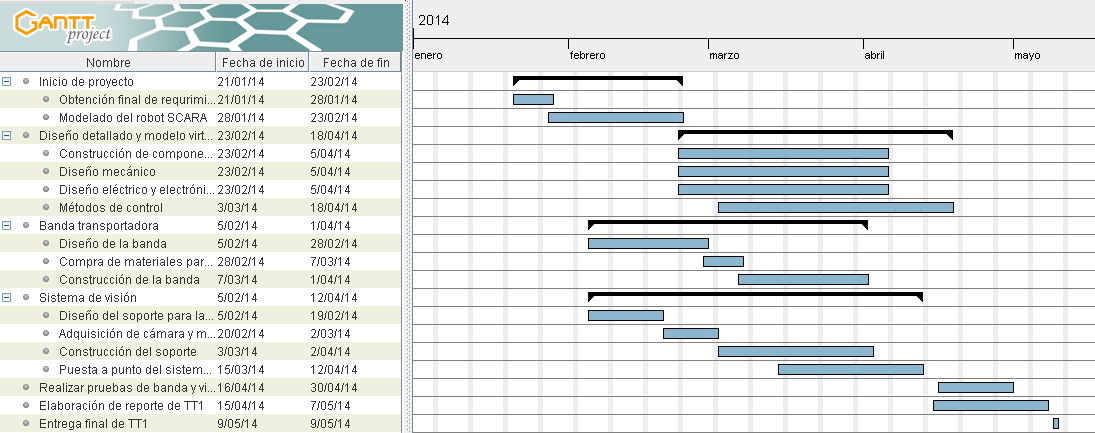 GANTT
project
2014
enero febrero marzo abril mayo
Nombre Fecha de inicio Fecha de fin
Inicio de proyecto 21/01/14 23/02/14
Obtención final de requrimi... 21/01/14 28/01/14
Modelado del robot SCARA 28/01/14 23/02/14
Diseño detallado y modelo virt... 23/02/14 18/04/14
Construcción de compone... 23/02/14 5/04/14
Diseño mecánico 23/02/14 5/04/14
Diseño eléctrico y electróni... 23/02/14 5/04/14
Métodos de control 3/03/14 18/04/14
Banda transportadora 5/02/14 1/04/14
Diseño de la banda 5/02/14 28/02/14
Compra de materiales par... 28/02/14 7/03/14
Construcción de la banda 7/03/14 1/04/14
Sistema de visión 5/02/14 12/04/14
Diseño del soporte para la... 5/02/14 19/02/14
Adquisición de cámara y m... 20/02/14 2/03/14
Construcción del soporte 3/03/14 2/04/14
Puesta a punto del sistem... 15/03/14 12/04/14
Realizar pruebas de banda y vi... 16/04/14 30/04/14
Elaboración de reporte de TT1 15/04/14 7/05/14
Entrega final de TT1 9/05/14 9/05/14